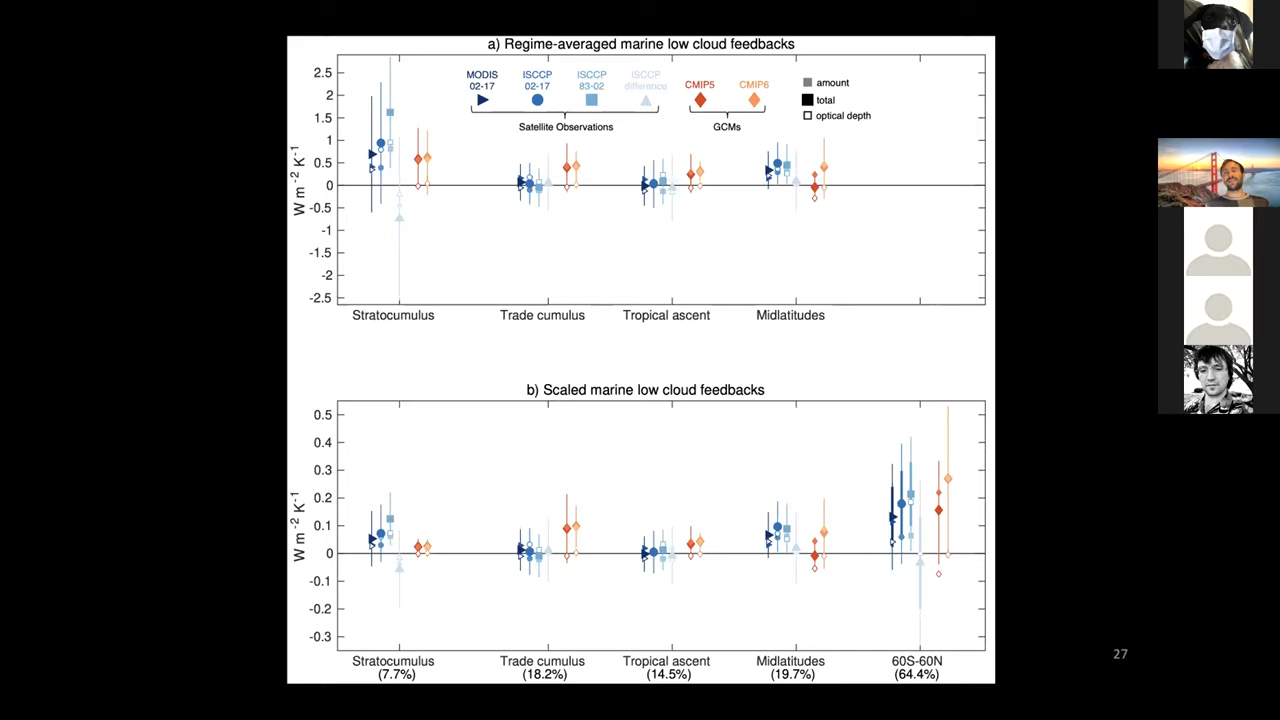 a) Regime-averaged marine low cloud feedbacks
MODIS 02-17
ISCCP 02-17
ISCCP 83-02
ISCCP difference
CMIP5
CMIP6
Satellite Observations
GCMs
amount
total
optical depth
W m-2 K-1
2.5
2
1.5
1
0.5
0
-0.5
-1
-1.5
-2
-2.5
Stratocumulus
Trade cumulus
Tropical ascent
Midlatitudes
b) Scaled marine low cloud feedbacks
W m-2 K-1
0.5
0.4
0.3
0.2
0.1
0
-0.1
-0.2
-0.3
Stratocumulus
(7.7%)
Trade cumulus
(18.2%)
Tropical ascent
(14.5%)
Midlatitudes
(19.7%)
60S-60N
(64.4%)
27